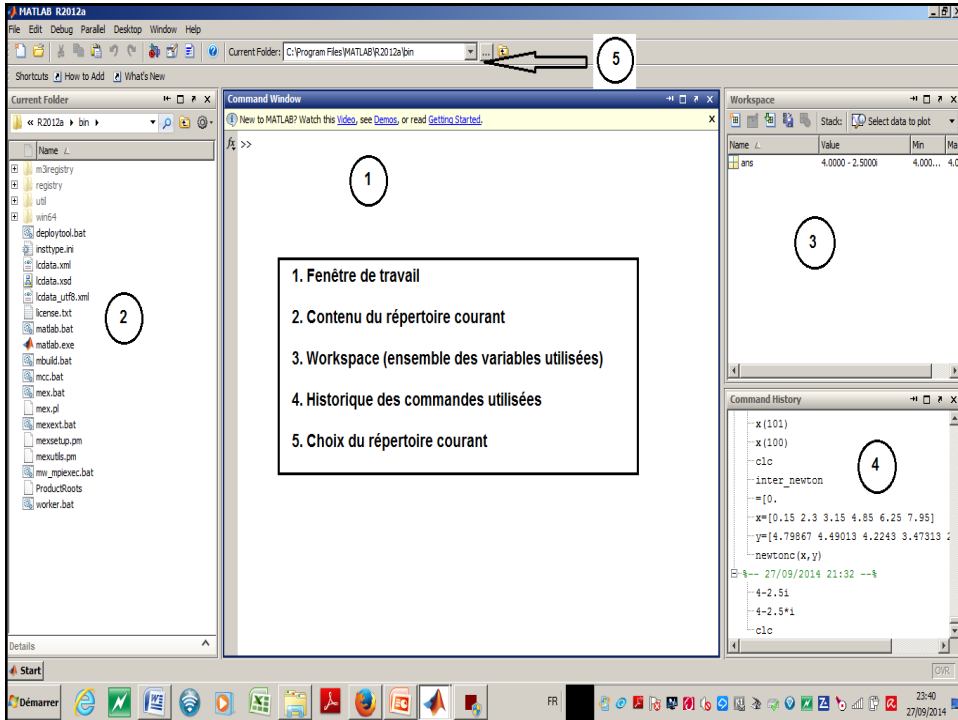 MATLAB R2012a
File Edit Debug Parallel Desktop Window Help
Current Folder: C:\Program Files\MATLAB\R2012a\bin
5
Shortcuts How to Add What's New
Current Folder
« R2012a bin
Name
m3iregistry
registry
util
win64
deploytool.bat
insttype.ini
lcdata.xml
lcdata.xsd
lcdata_utf8.xml
license.txt
matlab.bat
matlab.exe
mbuild.bat
mcc.bat
mex.bat
mex.pl
mexext.bat
mexsetup.pm
mexutils.pm
mw_mpiexec.bat
ProductRoots
worker.bat
2
Details
Command Window
New to MATLAB? Watch this Video, see Demos, or read Getting Started.
fx >>
1
1. Fenêtre de travail
2. Contenu du répertoire courant
3. Workspace (ensemble des variables utilisées)
4. Historique des commandes utilisées
5. Choix du répertoire courant
Workspace
Stack: Select data to plot
Name Value Min Ma
ans 4.0000 - 2.5000i 4.000... 4.0
3
Command History
x(101)
x(100)
clc
inter_newton
=[0.
x=[0.15 2.3 3.15 4.85 6.25 7.95]
y=[4.79867 4.49013 4.2243 3.47313 2
newtonc(x,y)
%-- 27/09/2014 21:32 --%
4-2.5i
4-2.5*i
clc
4
Start
OVR
Démarrer
FR
23:40
27/09/2014